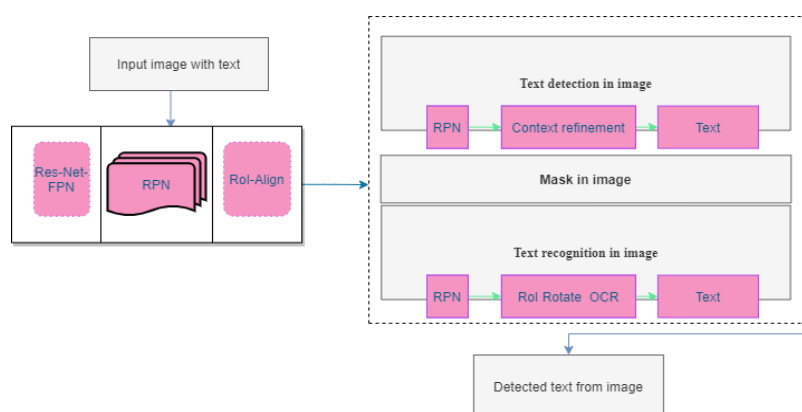 Input image with text
Res-Net-
FPN
RPN
RoI-Align
Text detection in image
RPN
Context refinement
Text
Mask in image
Text recognition in image
RPN
RoI Rotate OCR
Text
Detected text from image